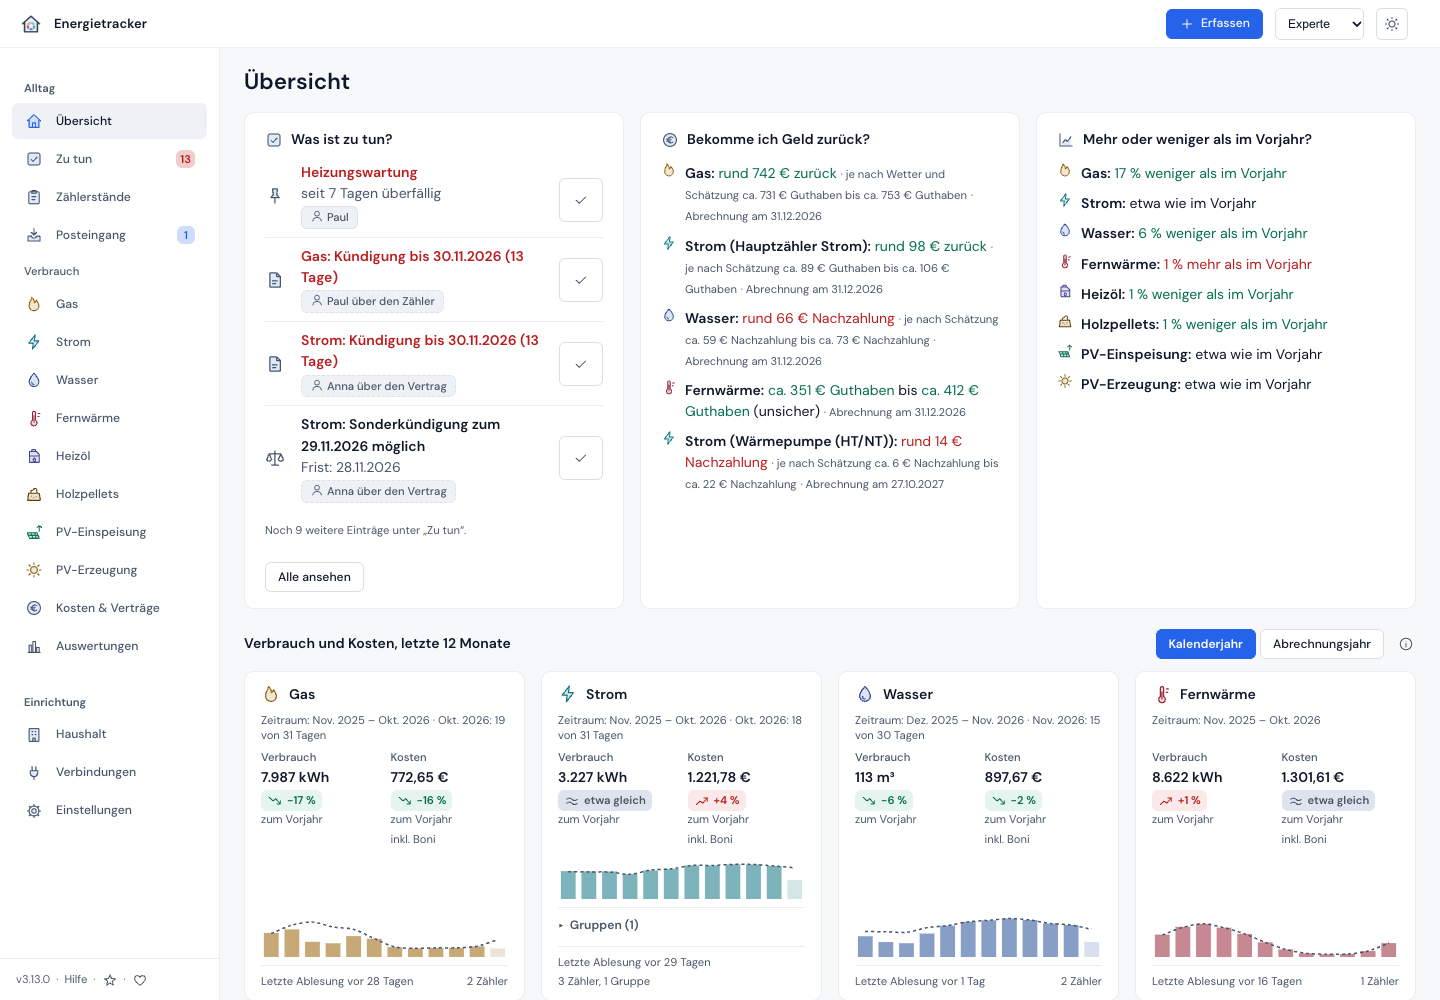 Energietracker
Erfassen
Experte
Alltag
Übersicht
Zu tun
13
Zählerstände
Posteingang
1
Verbrauch
Gas
Strom
Wasser
Fernwärme
Heizöl
Holzpellets
PV-Einspeisung
PV-Erzeugung
Kosten & Verträge
Auswertungen
Einrichtung
Haushalt
Verbindungen
Einstellungen
v3.13.0 · Hilfe · ·
Übersicht
Was ist zu tun?
Heizungswartung
seit 7 Tagen überfällig
Paul
Gas: Kündigung bis 30.11.2026 (13
Tage)
Paul über den Zähler
Strom: Kündigung bis 30.11.2026 (13
Tage)
Anna über den Vertrag
Strom: Sonderkündigung zum
29.11.2026 möglich
Frist: 28.11.2026
Anna über den Vertrag
Noch 9 weitere Einträge unter „Zu tun“.
Alle ansehen
Bekomme ich Geld zurück?
Gas: rund 742 € zurück · je nach Wetter und
Schätzung ca. 731 € Guthaben bis ca. 753 € Guthaben ·
Abrechnung am 31.12.2026
Strom (Hauptzähler Strom): rund 98 € zurück ·
je nach Schätzung ca. 89 € Guthaben bis ca. 106 €
Guthaben · Abrechnung am 31.12.2026
Wasser: rund 66 € Nachzahlung · je nach Schätzung
ca. 59 € Nachzahlung bis ca. 73 € Nachzahlung ·
Abrechnung am 31.12.2026
Fernwärme: ca. 351 € Guthaben bis ca. 412 €
Guthaben (unsicher) · Abrechnung am 31.12.2026
Strom (Wärmepumpe (HT/NT)): rund 14 €
Nachzahlung · je nach Schätzung ca. 6 € Nachzahlung bis
ca. 22 € Nachzahlung · Abrechnung am 27.10.2027
Mehr oder weniger als im Vorjahr?
Gas: 17 % weniger als im Vorjahr
Strom: etwa wie im Vorjahr
Wasser: 6 % weniger als im Vorjahr
Fernwärme: 1 % mehr als im Vorjahr
Heizöl: 1 % weniger als im Vorjahr
Holzpellets: 1 % weniger als im Vorjahr
PV-Einspeisung: etwa wie im Vorjahr
PV-Erzeugung: etwa wie im Vorjahr
Verbrauch und Kosten, letzte 12 Monate
Kalenderjahr
Abrechnungsjahr
Gas
Zeitraum: Nov. 2025 – Okt. 2026 · Okt. 2026: 19
von 31 Tagen
Verbrauch
7.987 kWh
-17 %
zum Vorjahr
Kosten
772,65 €
-16 %
zum Vorjahr
inkl. Boni
Letzte Ablesung vor 28 Tagen
2 Zähler
Strom
Zeitraum: Nov. 2025 – Okt. 2026 · Okt. 2026: 18
von 31 Tagen
Verbrauch
3.227 kWh
etwa gleich
zum Vorjahr
Kosten
1.221,78 €
+4 %
zum Vorjahr
inkl. Boni
Gruppen (1)
Letzte Ablesung vor 29 Tagen
3 Zähler, 1 Gruppe
Wasser
Zeitraum: Dez. 2025 – Nov. 2026 · Nov. 2026: 15
von 30 Tagen
Verbrauch
113 m³
-6 %
zum Vorjahr
Kosten
897,67 €
-2 %
zum Vorjahr
inkl. Boni
Letzte Ablesung vor 1 Tag
2 Zähler
Fernwärme
Zeitraum: Nov. 2025 – Okt. 2026
Verbrauch
8.622 kWh
+1 %
zum Vorjahr
Kosten
1.301,61 €
etwa gleich
zum Vorjahr
inkl. Boni
Letzte Ablesung vor 16 Tagen
1 Zähler